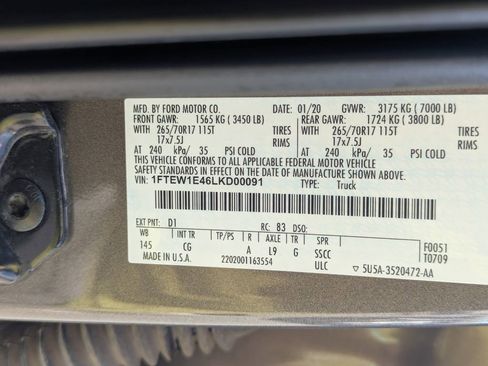 MFD. BY FORD MOTOR CO. DATE: 01/20 GVWR: 3175 KG ( 7000 LB)
FRONT GAWR: 1565 KG ( 3450 LB) REAR GAWR: 1724 KG ( 3800 LB)
WITH 265/70R17 115T TIRES WITH 265/70R17 115T TIRES
17x7.5J RIMS 17x7.5J RIMS
AT 240 kPa/ 35 PSI COLD AT 240 kPa/ 35 PSI COLD
THIS VEHICLE CONFORMS TO ALL APPLICABLE FEDERAL MOTOR VEHICLE
SAFETY STANDARDS IN EFFECT ON THE DATE OF MANUFACTURE SHOWN ABOVE.
VIN: 1FTEW1E46LKD00091 TYPE: Truck
EXT PNT: D1 RC: 83 DSO:
WB INT TR TP/PS R AXLE TR SPR F0051
145 CG A L9 G SSCC T0709
MADE IN U.S.A. 2202001163554 ULC ▽ 5U5A-3520472-AA